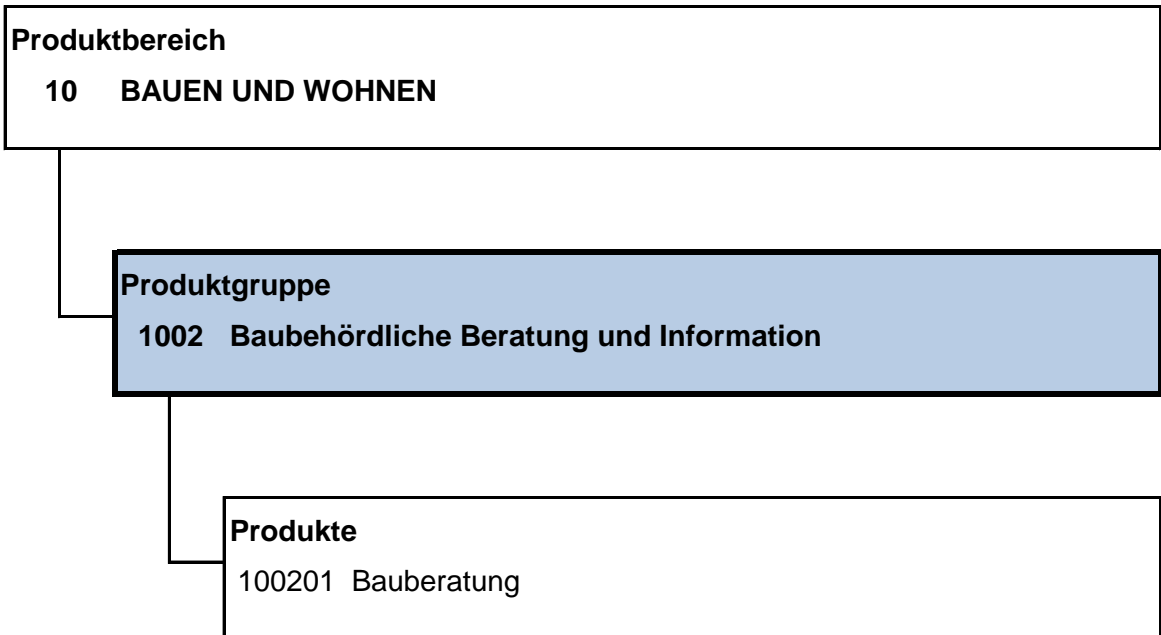 Produktbereich
10 BAUEN UND WOHNEN
Produktgruppe
1002 Baubehördliche Beratung und Information
Produkte
100201 Bauberatung